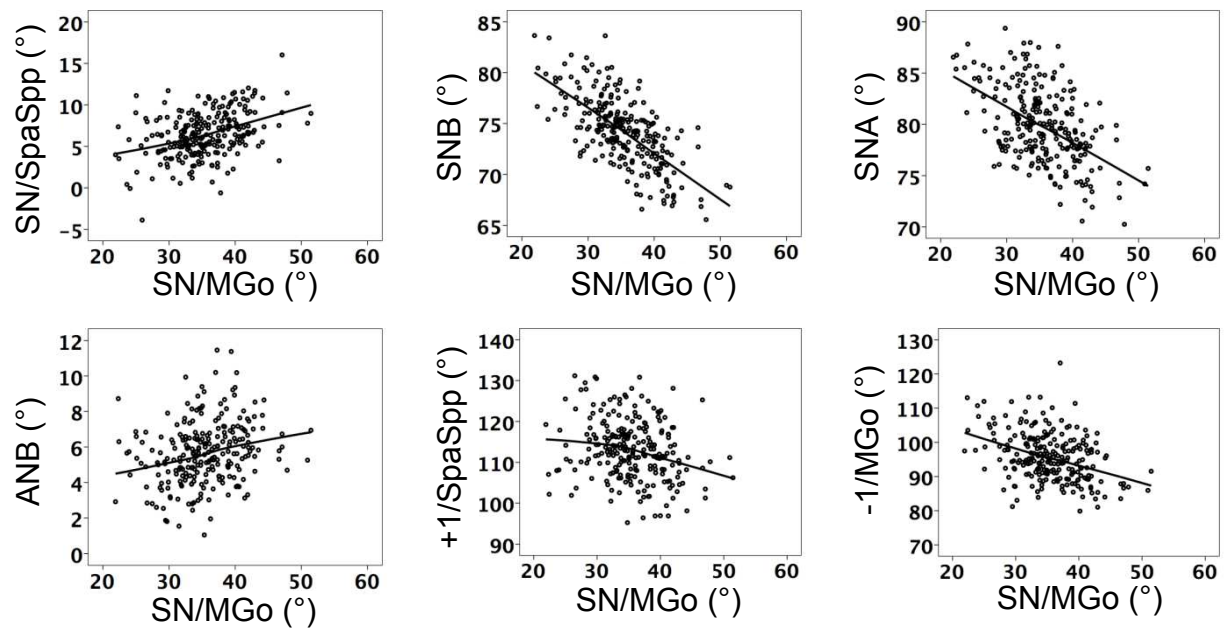 SN/SpaSpp (°)
20
15
10
5
0
−5
20 30 40 50 60
SN/MGo (°)
SNB (°)
85
80
75
70
65
20 30 40 50 60
SN/MGo (°)
SNA (°)
90
85
80
75
70
20 30 40 50 60
SN/MGo (°)
ANB (°)
12
10
8
6
4
2
0
20 30 40 50 60
SN/MGo (°)
+1/SpaSpp (°)
140
130
120
110
100
90
20 30 40 50 60
SN/MGo (°)
-1/MGo (°)
130
120
110
100
90
80
70
20 30 40 50 60
SN/MGo (°)